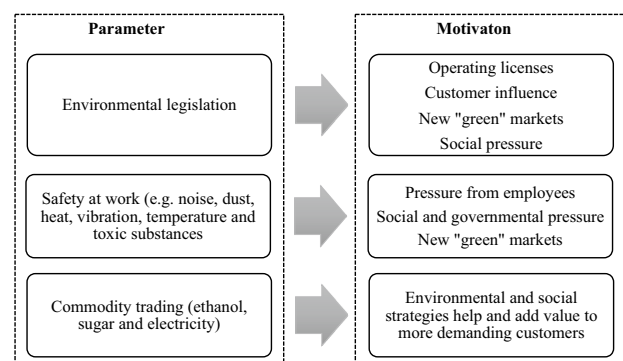 Parameter
Environmental legislation
Safety at work (e.g. noise, dust,
heat, vibration, temperature and
toxic substances
Commodity trading (ethanol,
sugar and electricity)
Motivaton
Operating licenses
Customer influence
New "green" markets
Social pressure
Pressure from employees
Social and governmental pressure
New "green" markets
Environmental and social
strategies help and add value to
more demanding customers